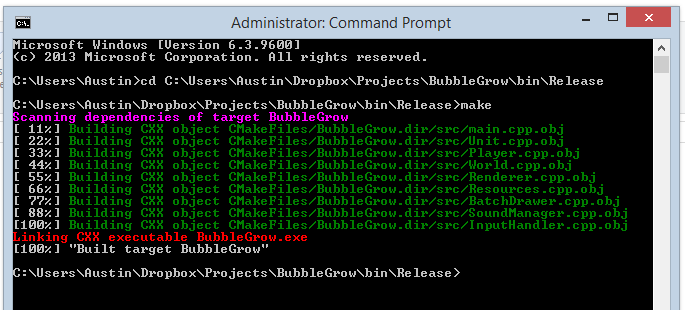 Administrator: Command Prompt
Microsoft Windows [Version 6.3.9600]
(c) 2013 Microsoft Corporation. All rights reserved.
C:\Users\Austin>cd C:\Users\Austin\Dropbox\Projects\BubbleGrow\bin\Release
C:\Users\Austin\Dropbox\Projects\BubbleGrow\bin\Release>make
Scanning dependencies of target BubbleGrow
[ 11%] Building CXX object CMakeFiles/BubbleGrow.dir/src/main.cpp.obj
[ 22%] Building CXX object CMakeFiles/BubbleGrow.dir/src/Unit.cpp.obj
[ 33%] Building CXX object CMakeFiles/BubbleGrow.dir/src/Player.cpp.obj
[ 44%] Building CXX object CMakeFiles/BubbleGrow.dir/src/World.cpp.obj
[ 55%] Building CXX object CMakeFiles/BubbleGrow.dir/src/Renderer.cpp.obj
[ 66%] Building CXX object CMakeFiles/BubbleGrow.dir/src/Resources.cpp.obj
[ 77%] Building CXX object CMakeFiles/BubbleGrow.dir/src/BatchDrawer.cpp.obj
[ 88%] Building CXX object CMakeFiles/BubbleGrow.dir/src/SoundManager.cpp.obj
[100%] Building CXX object CMakeFiles/BubbleGrow.dir/src/InputHandler.cpp.obj
Linking CXX executable BubbleGrow.exe
[100%] "Built target BubbleGrow"
C:\Users\Austin\Dropbox\Projects\BubbleGrow\bin\Release>